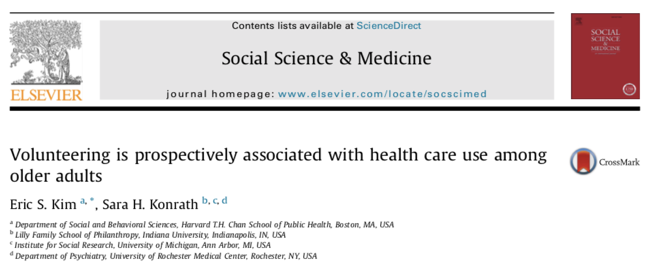 Contents lists available at ScienceDirect
Social Science & Medicine
journal homepage: www.elsevier.com/locate/socscimed
ELSEVIER
SOCIAL
SCIENCE
&
MEDICINE
Volunteering is prospectively associated with health care use among
older adults
CrossMark
Eric S. Kim a, *, Sara H. Konrath b, c, d
a Department of Social and Behavioral Sciences, Harvard T.H. Chan School of Public Health, Boston, MA, USA
b Lilly Family School of Philanthropy, Indiana University, Indianapolis, IN, USA
c Institute for Social Research, University of Michigan, Ann Arbor, MI, USA
d Department of Psychiatry, University of Rochester Medical Center, Rochester, NY, USA